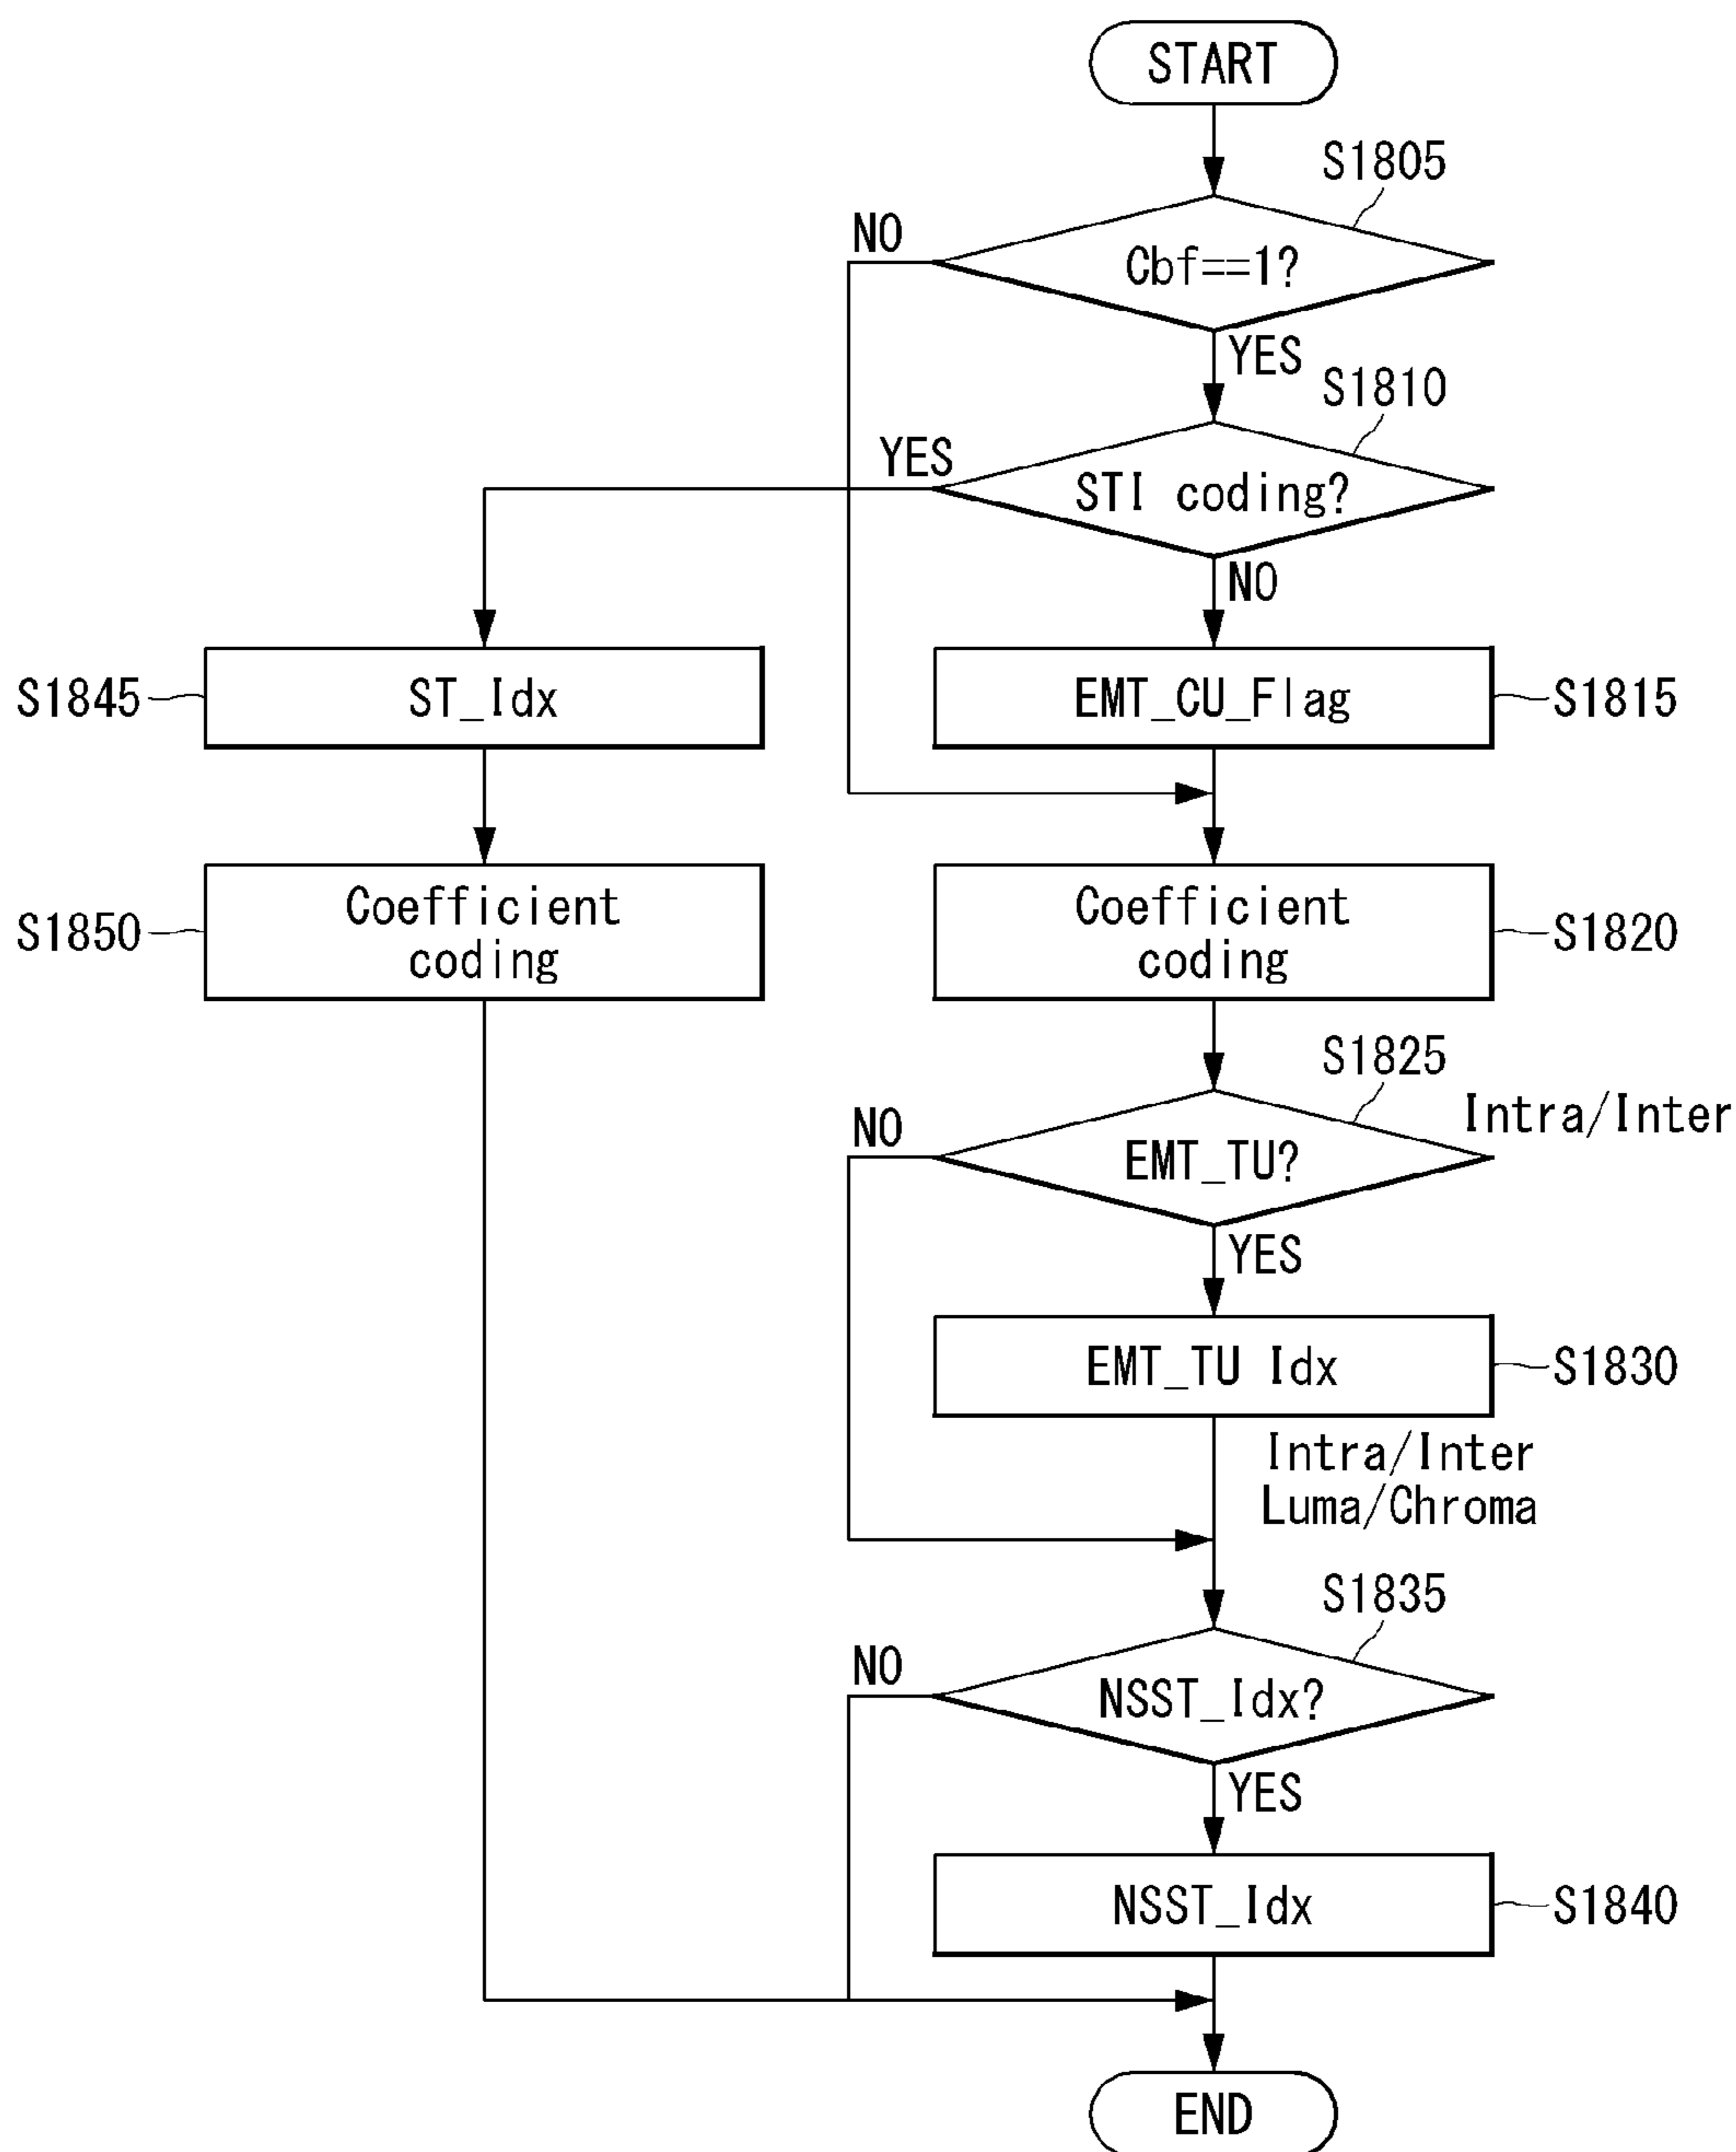 START
S1805
NO
Cbf==1?
YES
S1810
YES
STI coding?
NO
S1845
ST_Idx
EMT_CU_Flag
S1815
S1850
Coefficient
coding
Coefficient
coding
S1820
S1825
Intra/Inter
NO
EMT_TU?
YES
EMT_TU Idx
S1830
Intra/Inter
Luma/Chroma
S1835
NO
NSST_Idx?
YES
NSST_Idx
S1840
END